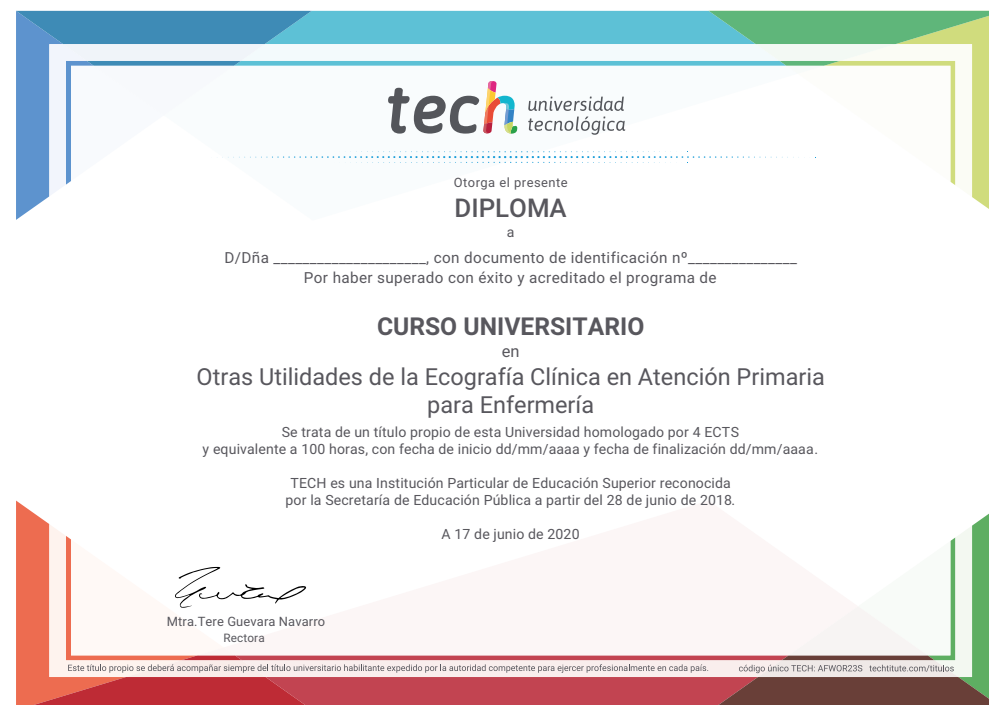 tech universidad
tecnológica
Otorga el presente
DIPLOMA
a
D/Dña ______________________, con documento de identificación nº_______________
Por haber superado con éxito y acreditado el programa de
CURSO UNIVERSITARIO
en
Otras Utilidades de la Ecografía Clínica en Atención Primaria
para Enfermería
Se trata de un título propio de esta Universidad homologado por 4 ECTS
y equivalente a 100 horas, con fecha de inicio dd/mm/aaaa y fecha de finalización dd/mm/aaaa.
TECH es una Institución Particular de Educación Superior reconocida
por la Secretaría de Educación Pública a partir del 28 de junio de 2018.
A 17 de junio de 2020
Mtra.Tere Guevara Navarro
Rectora
Este título propio se deberá acompañar siempre del título universitario habilitante expedido por la autoridad competente para ejercer profesionalmente en cada país. código único TECH: AFWOR23S techtitute.com/titulos